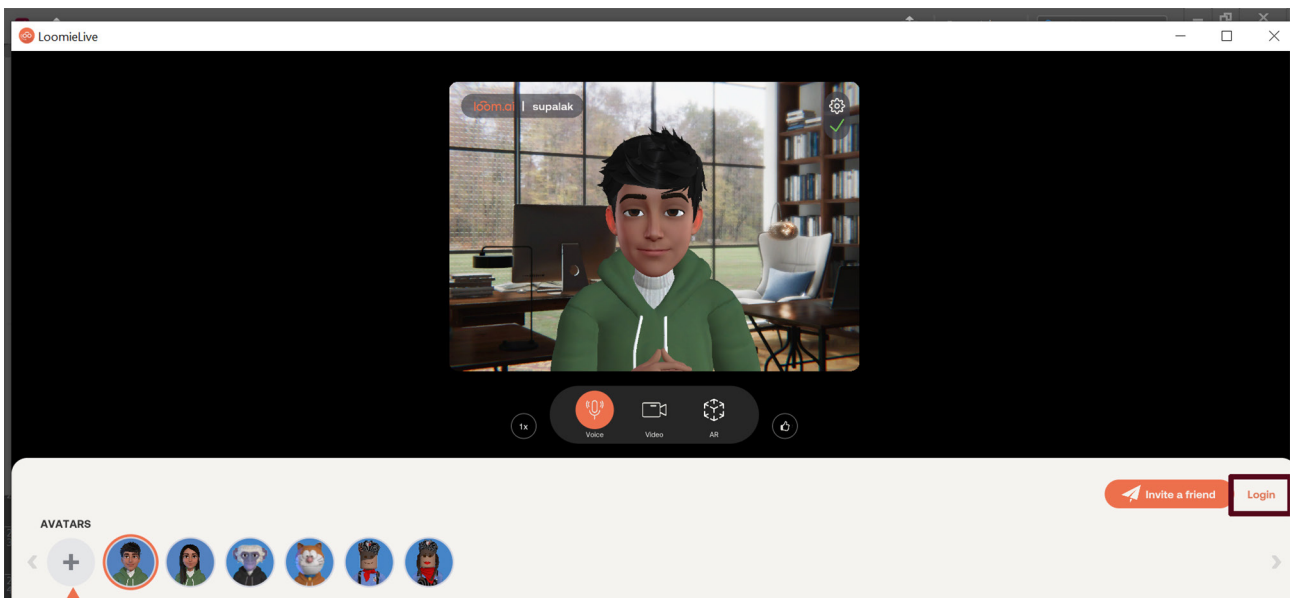 LoomieLive
loom.ai | supalak
1x
Voice Video AR
Invite a friend Login
AVATARS